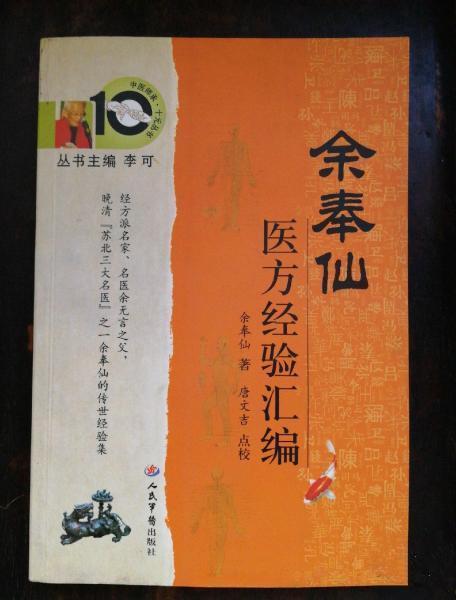 10
中医师承·十元丛书
丛书主编 李可
余奉仙
医方经验汇编
余奉仙 著 唐文吉 点校
经方派名家、名医余无言之父，
晚清『苏北三大名医』之一余奉仙的传世经验集
人民军医出版社